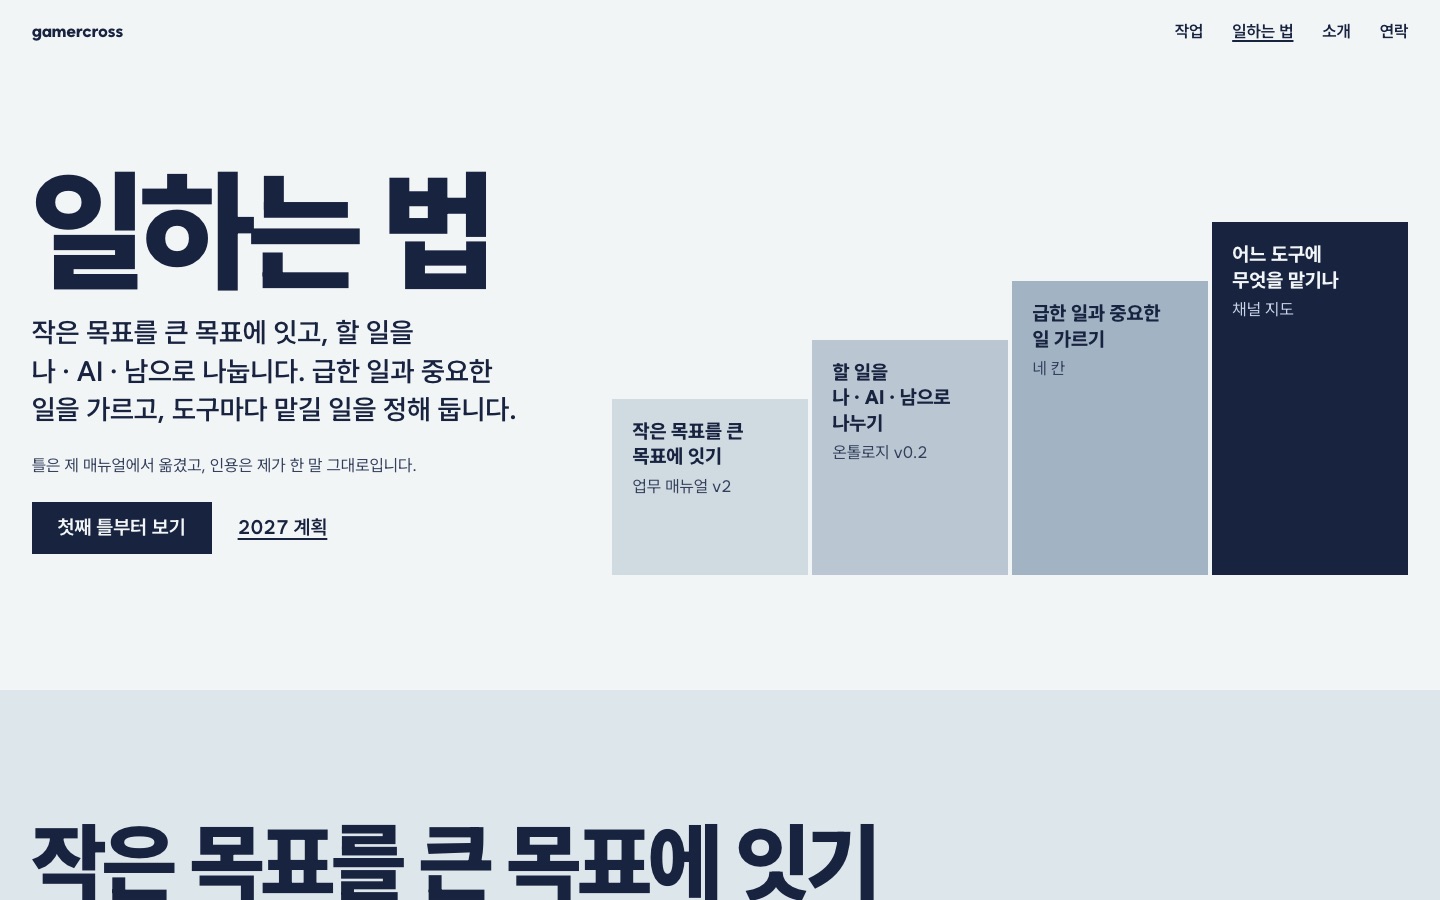 gamercross
작업
일하는 법
소개
연락
일하는 법
작은 목표를 큰 목표에 잇고, 할 일을
나 · AI · 남으로 나눕니다. 급한 일과 중요한
일을 가르고, 도구마다 맡길 일을 정해 둡니다.
틀은 제 매뉴얼에서 옮겼고, 인용은 제가 한 말 그대로입니다.
첫째 틀부터 보기
2027 계획
작은 목표를 큰
목표에 잇기
업무 매뉴얼 v2
할 일을
나 · AI · 남으로
나누기
온톨로지 v0.2
급한 일과 중요한
일 가르기
네 칸
어느 도구에
무엇을 맡기나
채널 지도
작은 목표를 큰 목표에 잇기